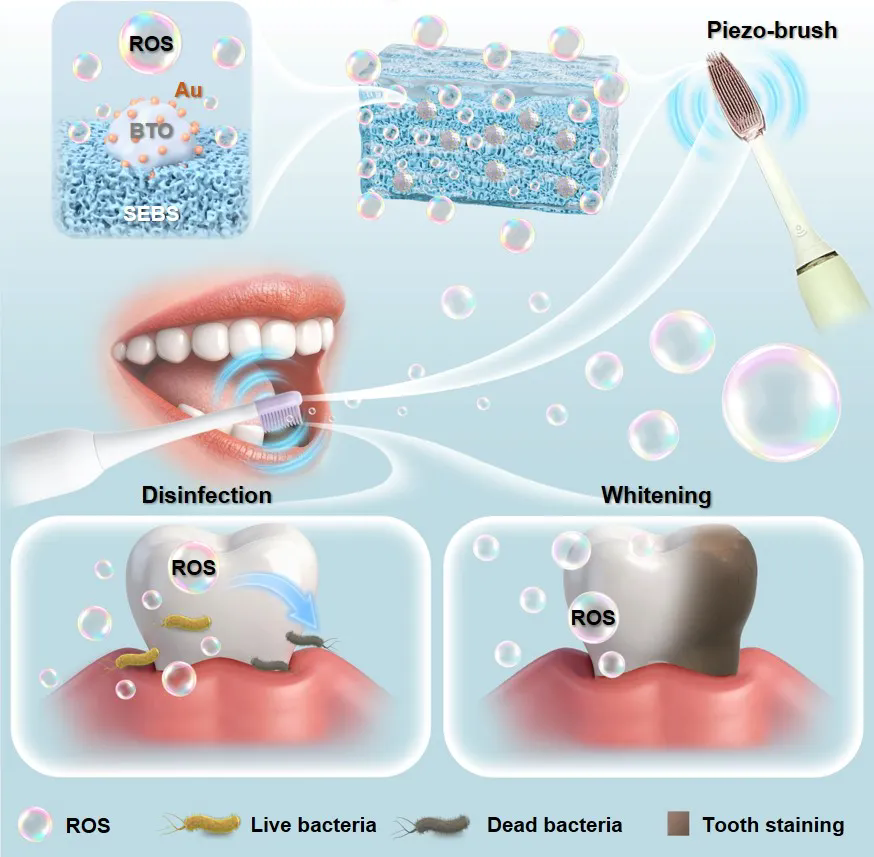 Piezo-brush
ROS
Au
BTO
SEBS
Disinfection
Whitening
ROS
ROS
ROS
Live bacteria
Dead bacteria
Tooth staining